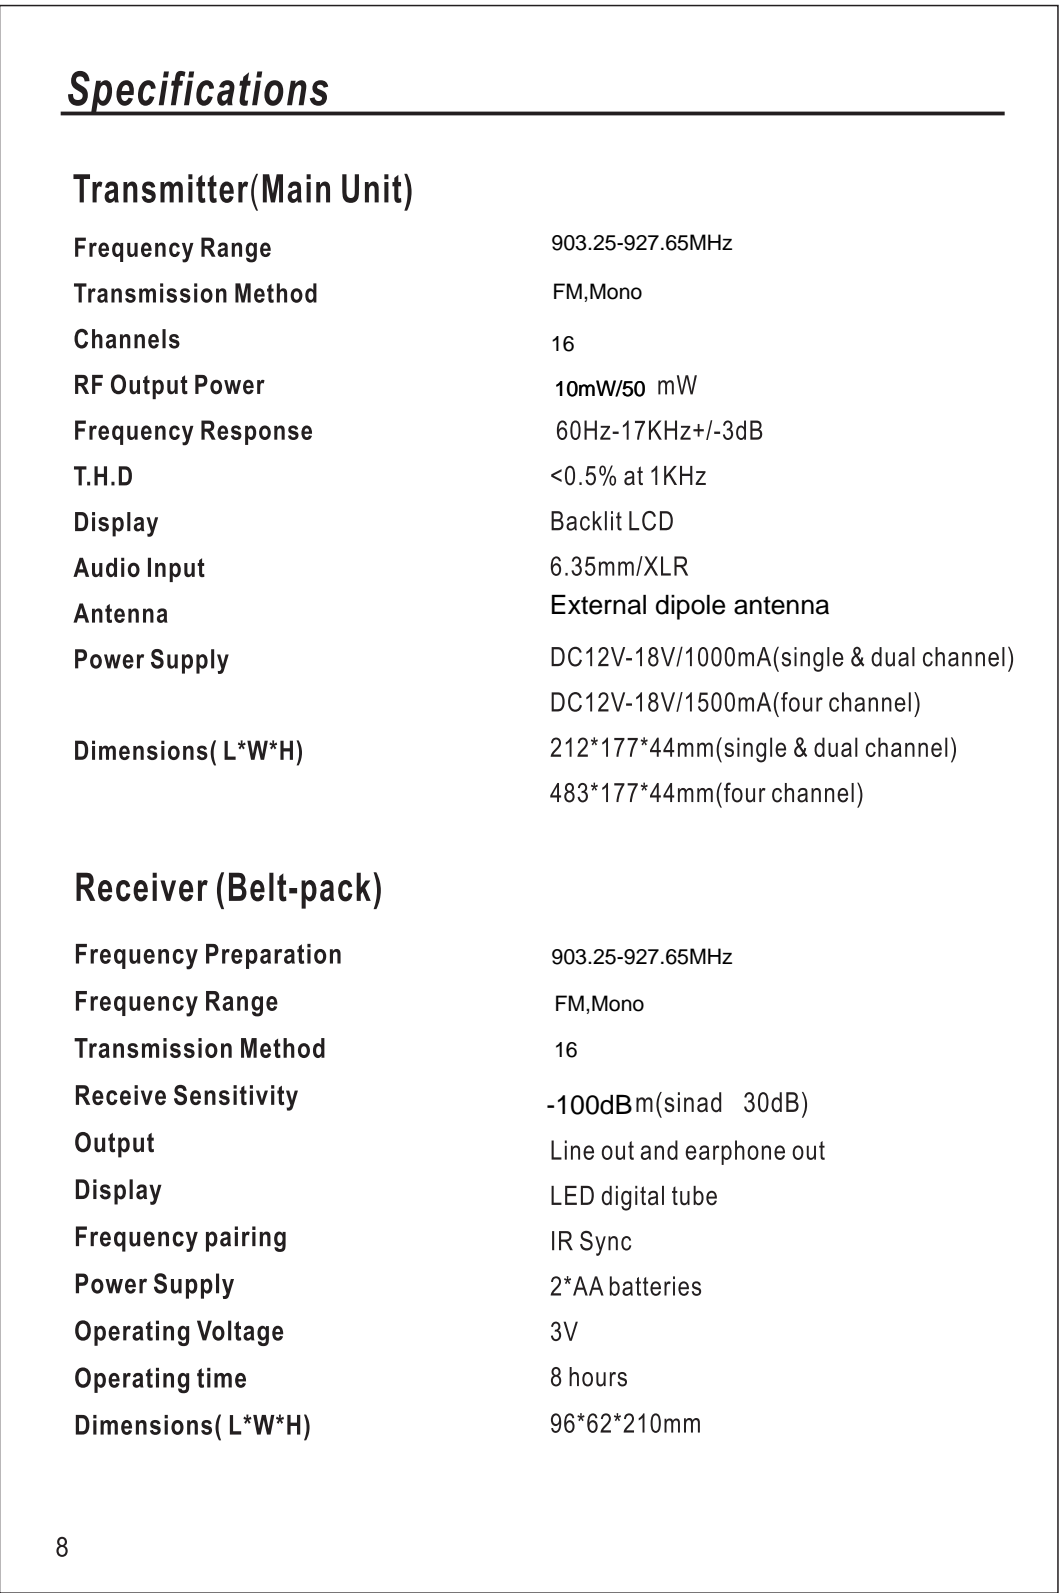 Specifications
Transmitter(Main Unit)
Frequency Range 903.25-927.65MHz
Transmission Method FM,Mono
Channels 16
RF Output Power 10mW/50 mW
Frequency Response 60Hz-17KHz+/-3dB
T.H.D <0.5% at 1KHz
Display Backlit LCD
Audio Input 6.35mm/XLR
Antenna External dipole antenna
Power Supply DC12V-18V/1000mA(single & dual channel)
DC12V-18V/1500mA(four channel)
Dimensions( L*W*H) 212*177*44mm(single & dual channel)
483*177*44mm(four channel)
Receiver (Belt-pack)
Frequency Preparation 903.25-927.65MHz
Frequency Range FM,Mono
Transmission Method 16
Receive Sensitivity -100dBm(sinad 30dB)
Output Line out and earphone out
Display LED digital tube
Frequency pairing IR Sync
Power Supply 2*AA batteries
Operating Voltage 3V
Operating time 8 hours
Dimensions( L*W*H) 96*62*210mm
8